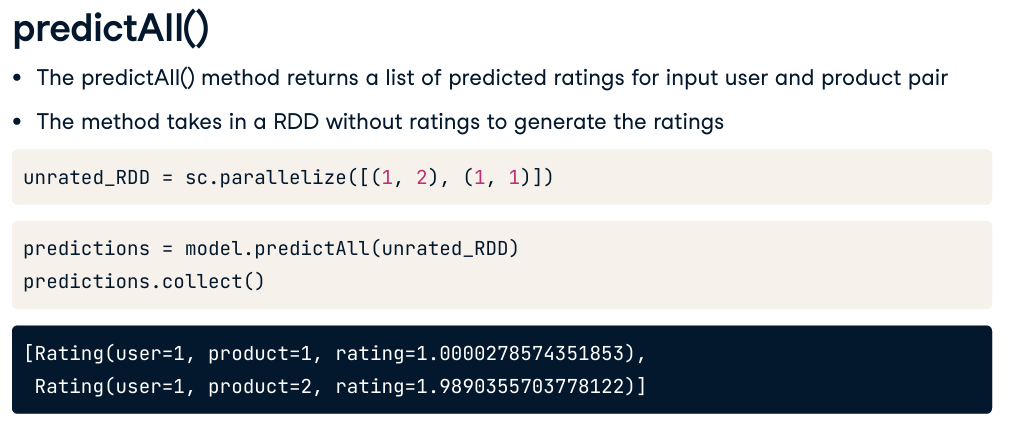 predictAll()
• The predictAll() method returns a list of predicted ratings for input user and product pair
• The method takes in a RDD without ratings to generate the ratings
unrated_RDD = sc.parallelize([(1, 2), (1, 1)])
predictions = model.predictAll(unrated_RDD)
predictions.collect()
[Rating(user=1, product=1, rating=1.0000278574351853),
 Rating(user=1, product=2, rating=1.9890355703778122)]